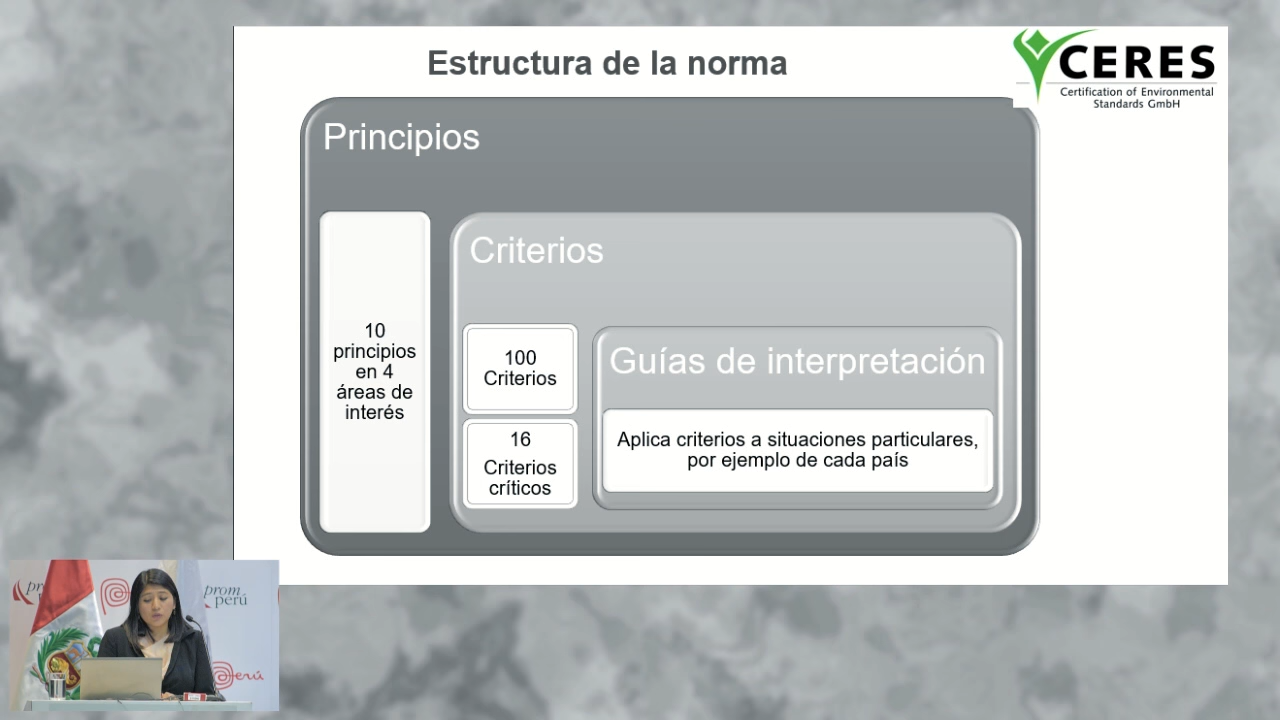 Estructura de la norma
CERES
Certification of Environmental
Standards GmbH
Principios
10
principios
en 4
áreas de
interés
Criterios
100
Criterios
16
Criterios
críticos
Guías de interpretación
Aplica criterios a situaciones particulares,
por ejemplo de cada país
prom
perú